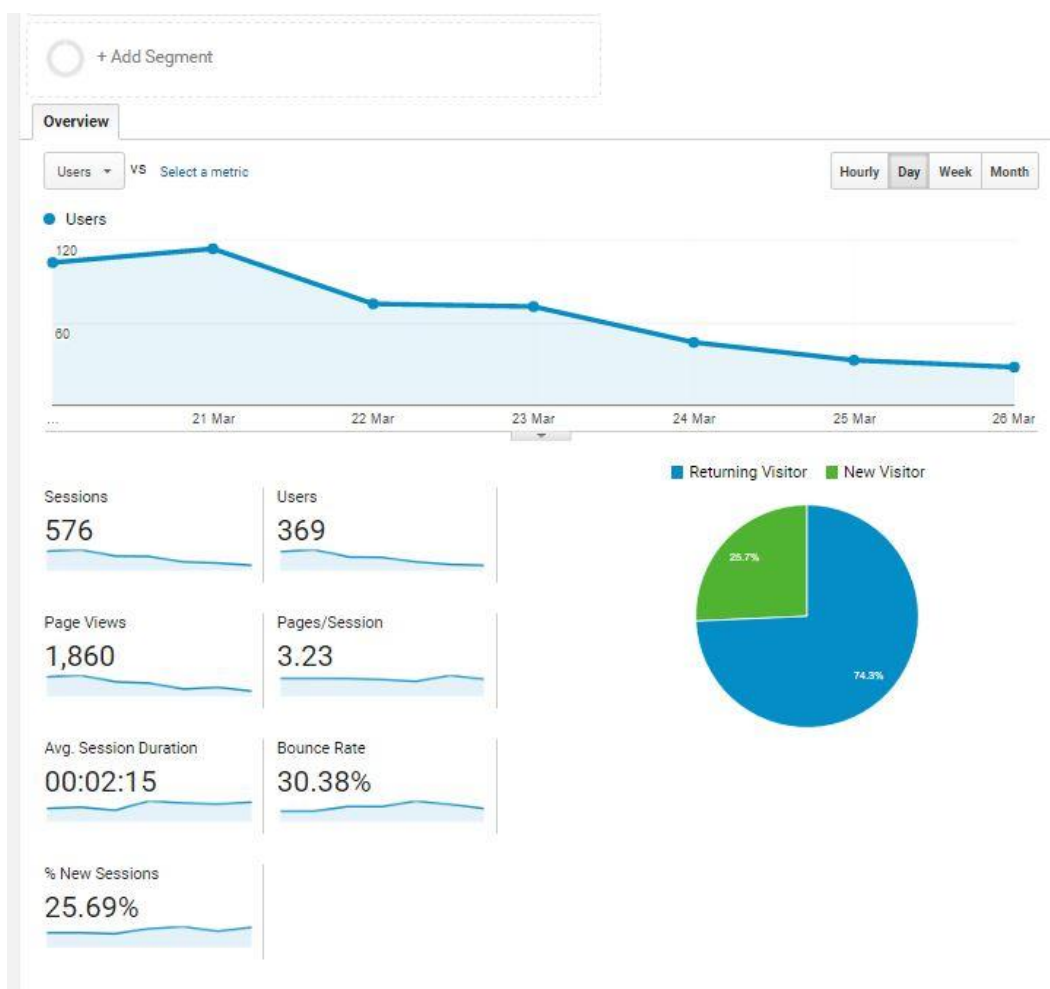 + Add Segment
Overview
Users VS Select a metric
Hourly Day Week Month
Users
120
60
... 21 Mar 22 Mar 23 Mar 24 Mar 25 Mar 26 Mar
Returning Visitor New Visitor
Sessions Users
576 369
25.7%
Page Views Pages/Session
1,860 3.23
74.3%
Avg. Session Duration Bounce Rate
00:02:15 30.38%
% New Sessions
25.69%